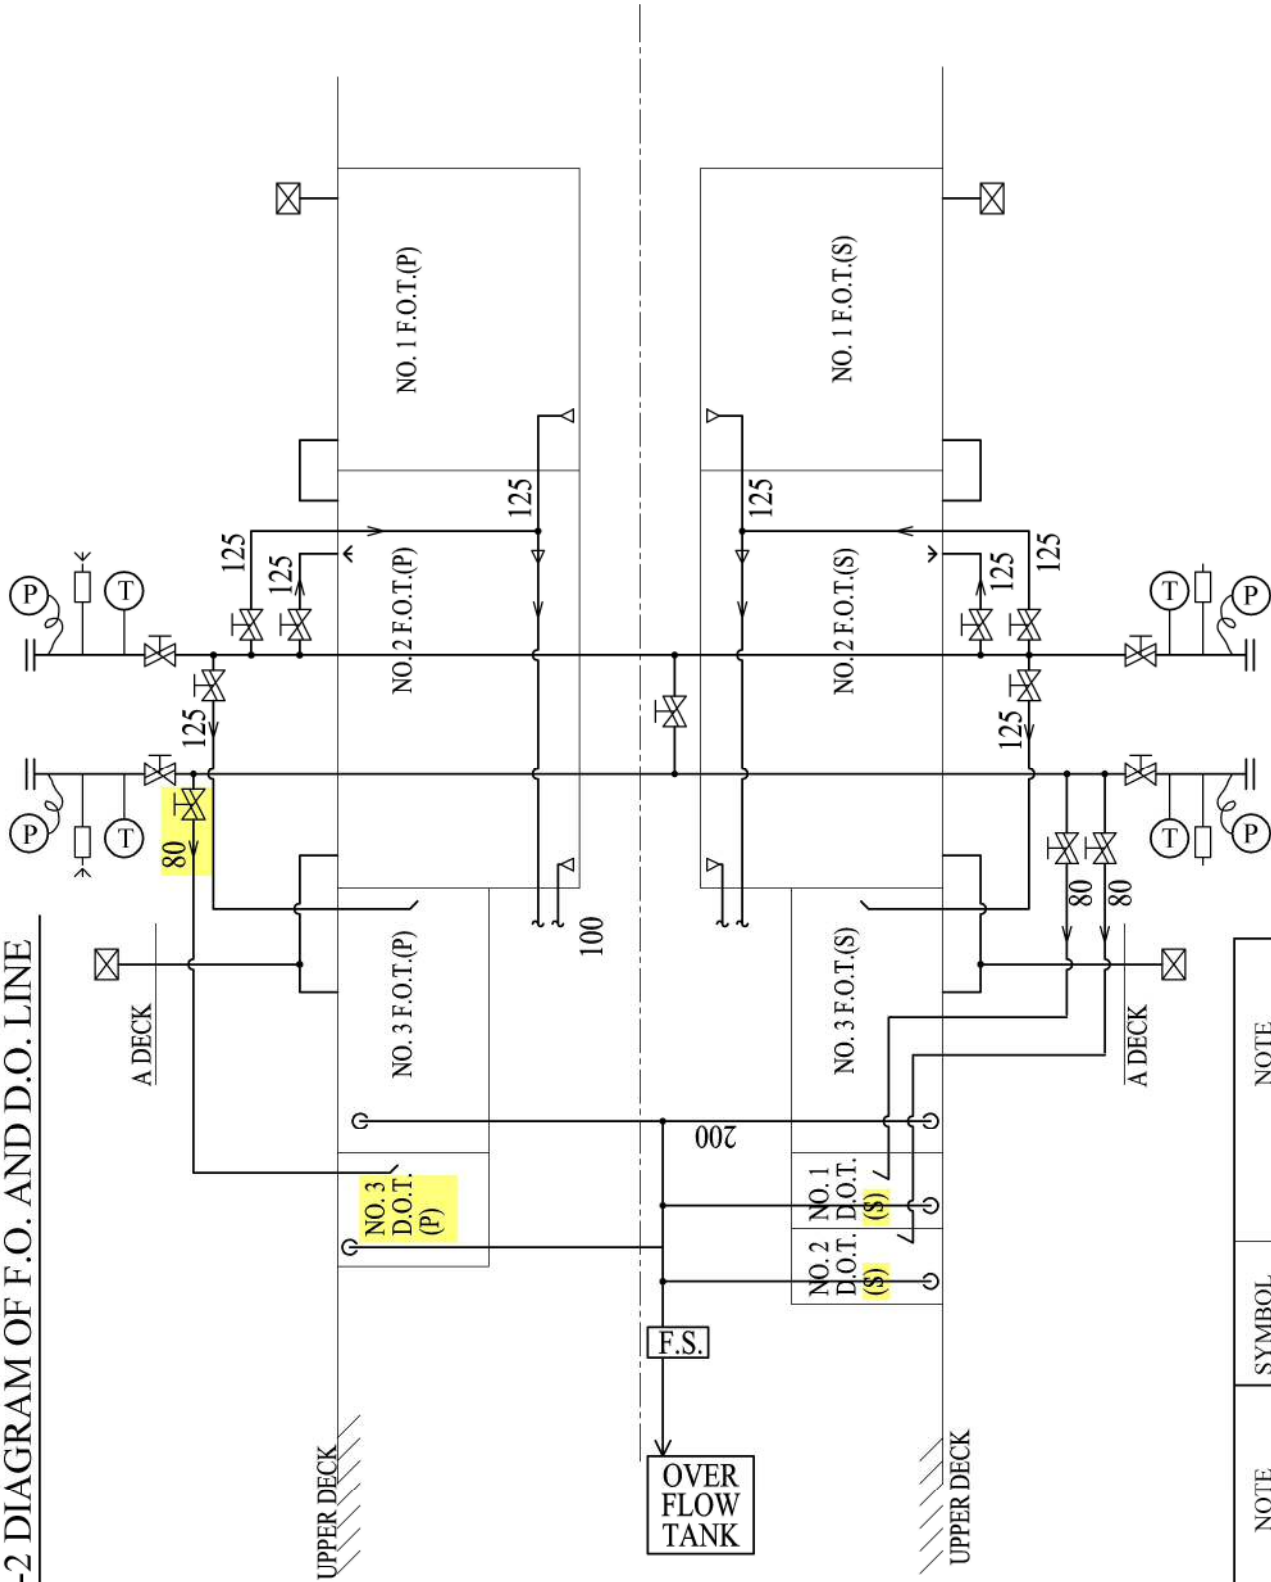 -2 DIAGRAM OF F.O. AND D.O. LINE
P
T
P
T
125
125
125
80
A DECK
NO. 1 F.O.T.(P)
NO. 2 F.O.T.(P)
NO. 3 F.O.T.(P)
125
100
NO. 3
D.O.T.
(P)
UPPER DECK
200
F.S.
OVER
FLOW
TANK
NO. 1 F.O.T.(S)
NO. 2 F.O.T.(S)
NO. 3 F.O.T.(S)
125
NO. 1
D.O.T.
(S)
NO. 2
D.O.T.
(S)
UPPER DECK
125
125
125
80
80
A DECK
T
P
T
P
NOTE
SYMBOL
NOTE